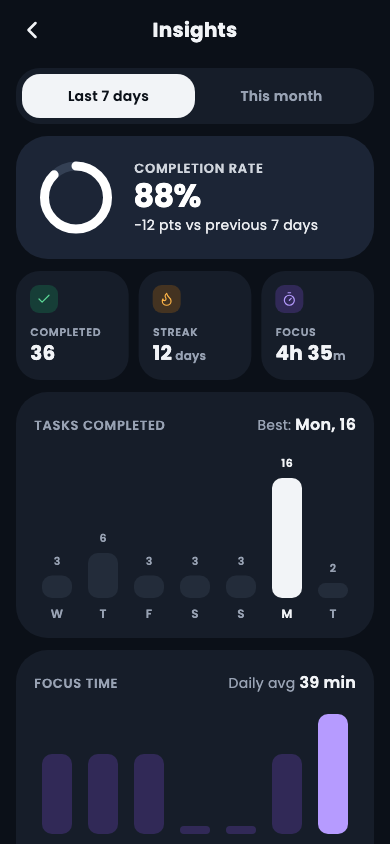 Insights
Last 7 days This month
COMPLETION RATE
88%
-12 pts vs previous 7 days
COMPLETED STREAK FOCUS
36 12 days 4h 35m
TASKS COMPLETED Best: Mon, 16
16
6
3 3 3 3
2
W T F S S M T
FOCUS TIME Daily avg 39 min